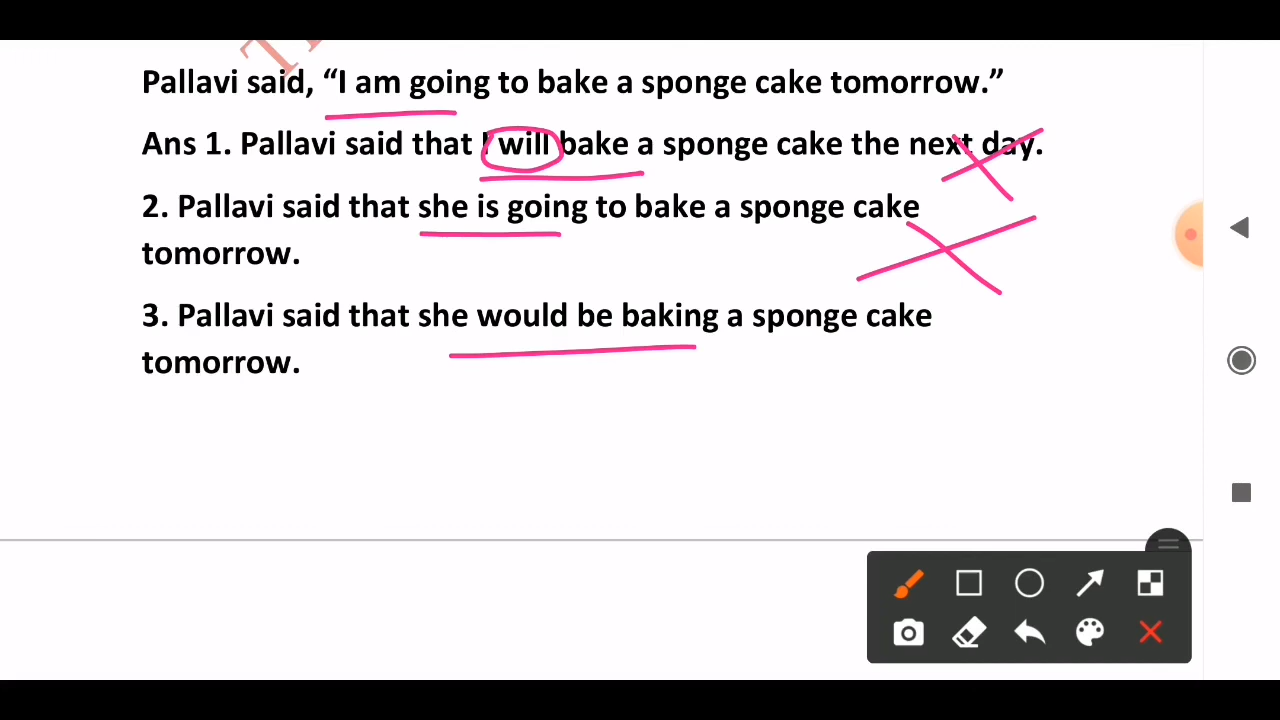 Pallavi said, “I am going to bake a sponge cake tomorrow.”
Ans 1. Pallavi said that I will bake a sponge cake the next day.
2. Pallavi said that she is going to bake a sponge cake
tomorrow.
3. Pallavi said that she would be baking a sponge cake
tomorrow.